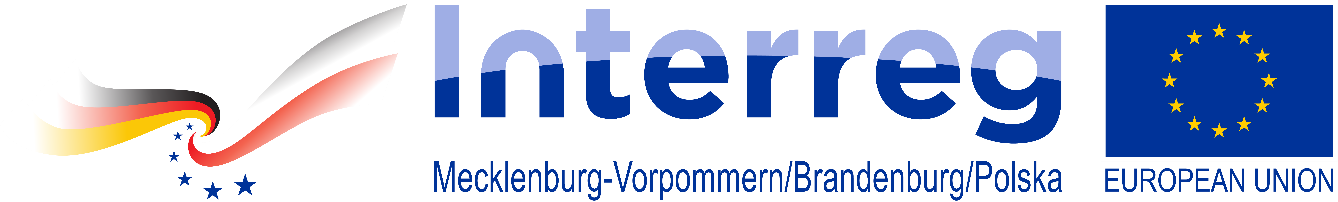 Interreg
Mecklenburg-Vorpommern/Brandenburg/Polska
EUROPEAN UNION